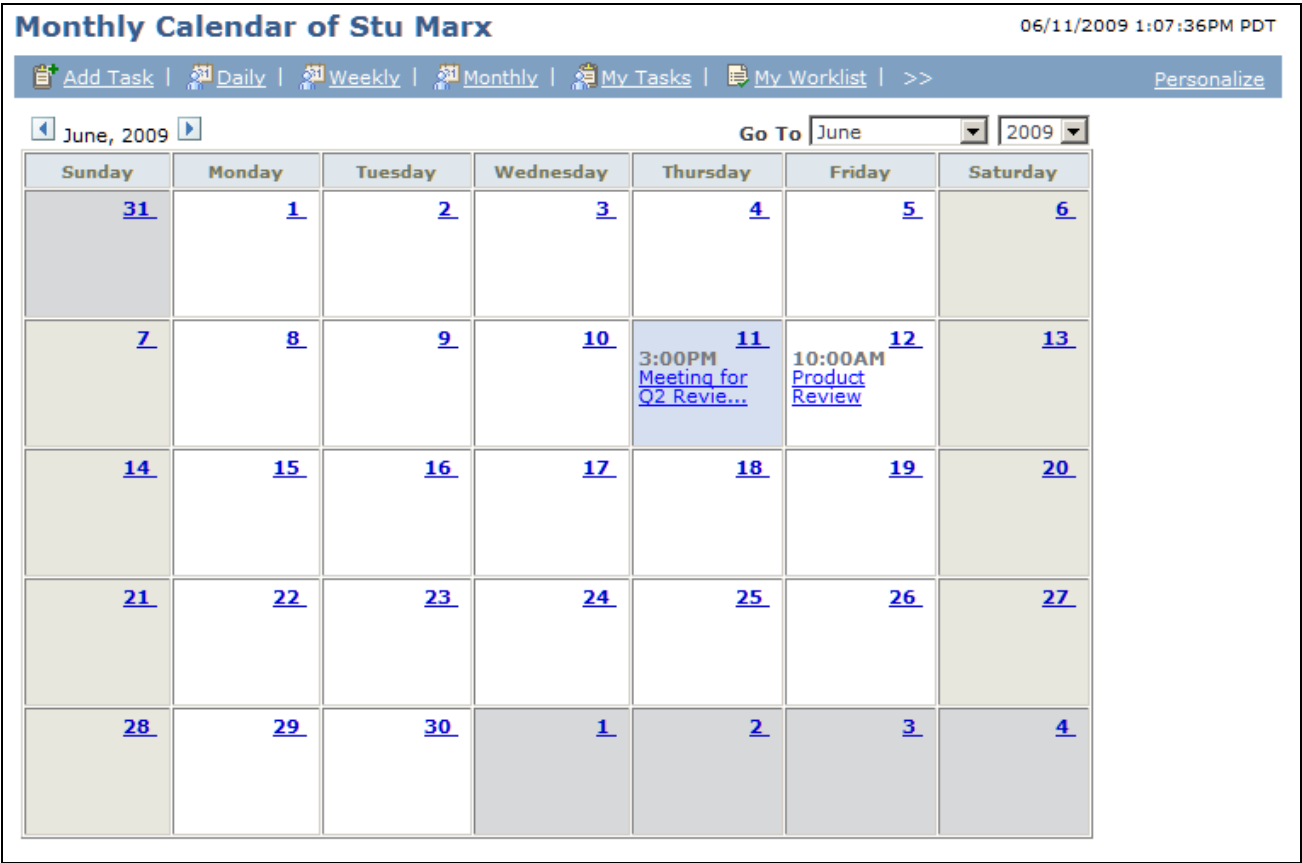 Monthly Calendar of Stu Marx
06/11/2009 1:07:36PM PDT
Add Task | Daily | Weekly | Monthly | My Tasks | My Worklist | >>
Personalize
June, 2009
Go To June 2009
Sunday Monday Tuesday Wednesday Thursday Friday Saturday
31 1 2 3 4 5 6
7 8 9 10 11 12 13
3:00PM 10:00AM
Meeting for Product
Q2 Revie... Review
14 15 16 17 18 19 20
21 22 23 24 25 26 27
28 29 30 1 2 3 4